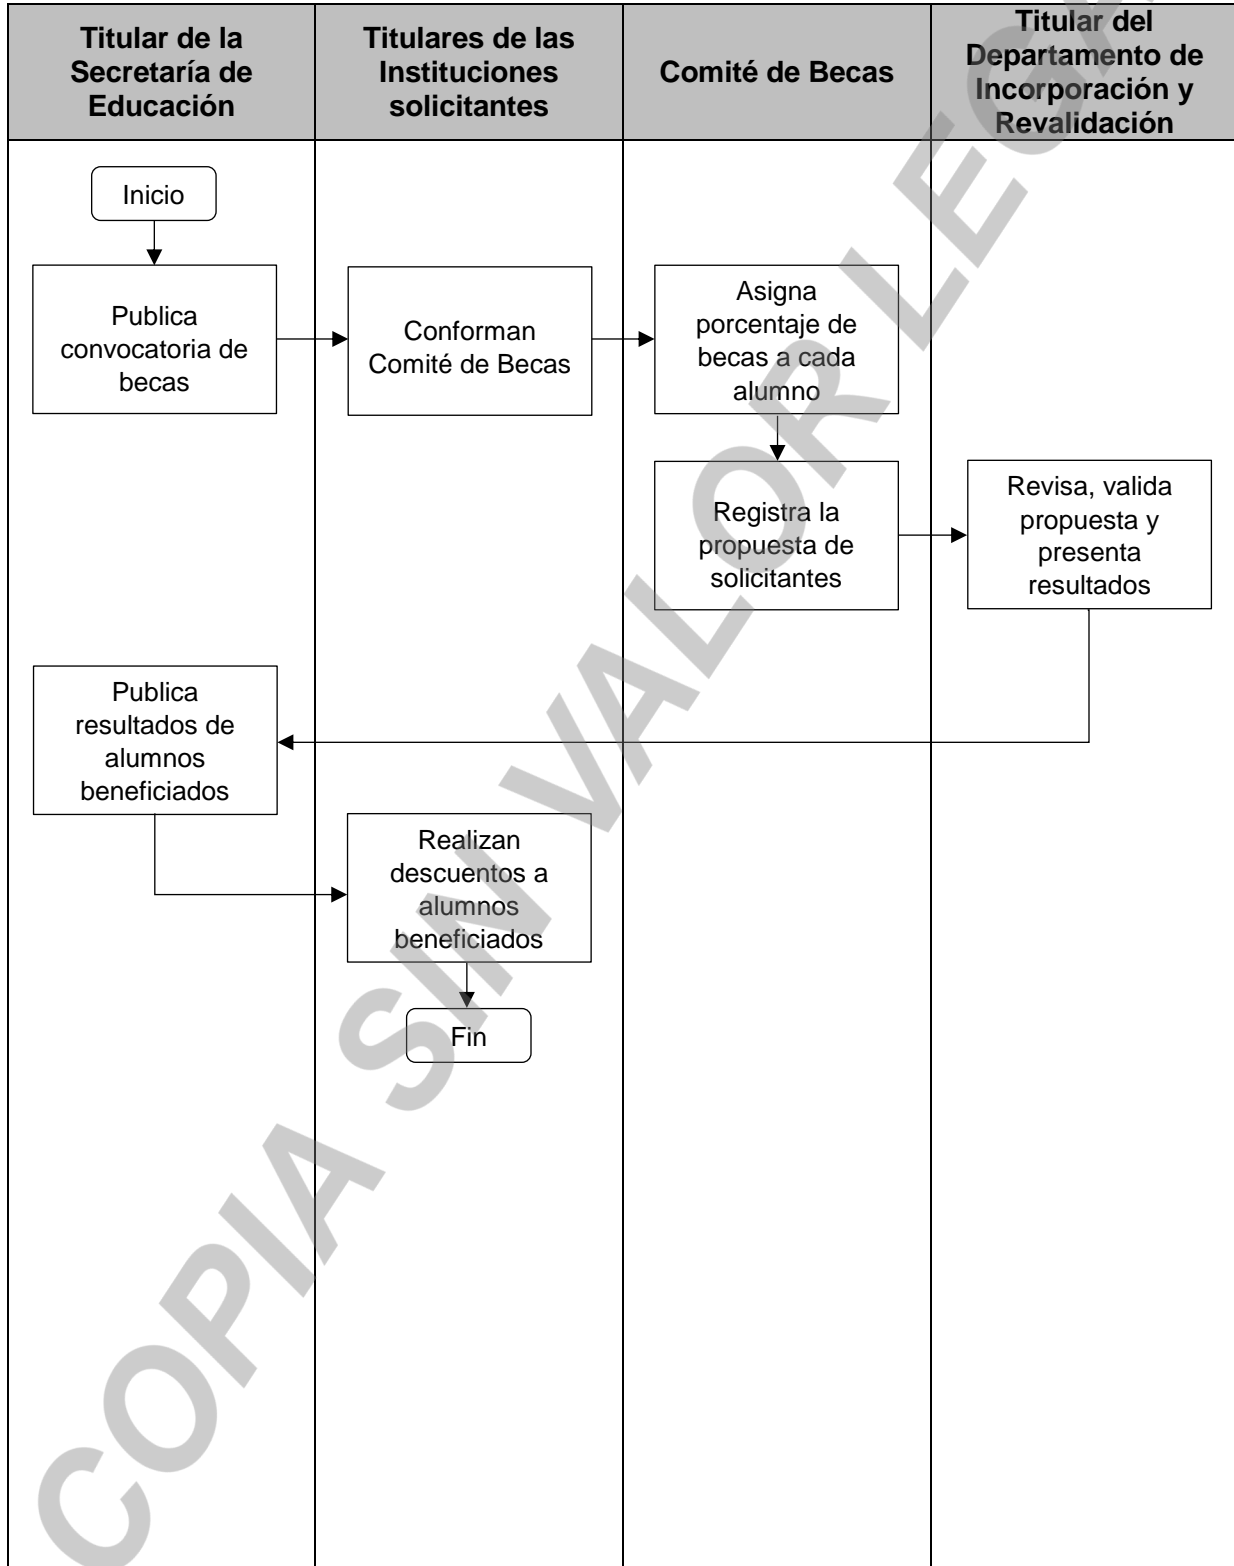 Titular de la
Secretaría de
Educación
Titulares de las
Instituciones
solicitantes
Comité de Becas
Titular del
Departamento de
Incorporación y
Revalidación
Inicio
Publica
convocatoria de
becas
Conforman
Comité de Becas
Asigna
porcentaje de
becas a cada
alumno
Registra la
propuesta de
solicitantes
Revisa, valida
propuesta y
presenta
resultados
Publica
resultados de
alumnos
beneficiados
Realizan
descuentos a
alumnos
beneficiados
Fin
COPIA SIN VALOR LEGA